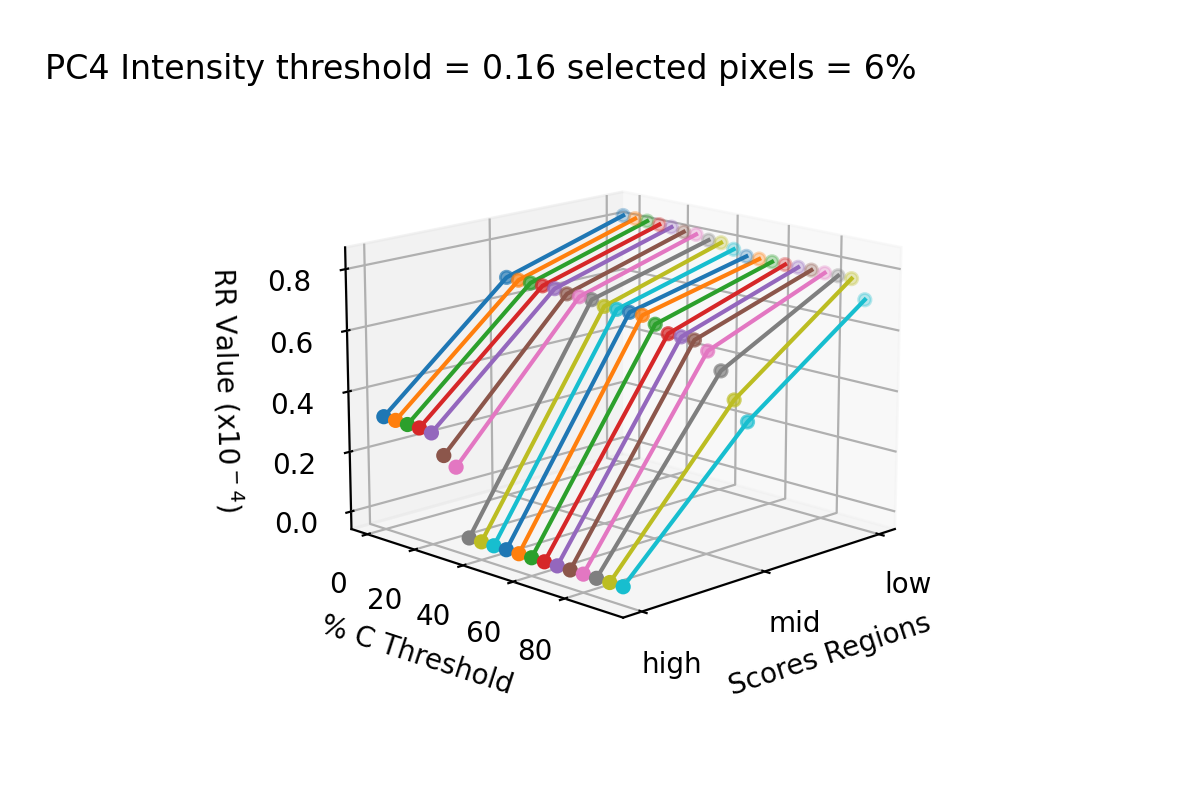 PC4 Intensity threshold = 0.16 selected pixels = 6%
RR Value (x10⁻⁴)
0.8
0.6
0.4
0.2
0.0
0
20
40
60
80
% C Threshold
high
mid
low
Scores Regions